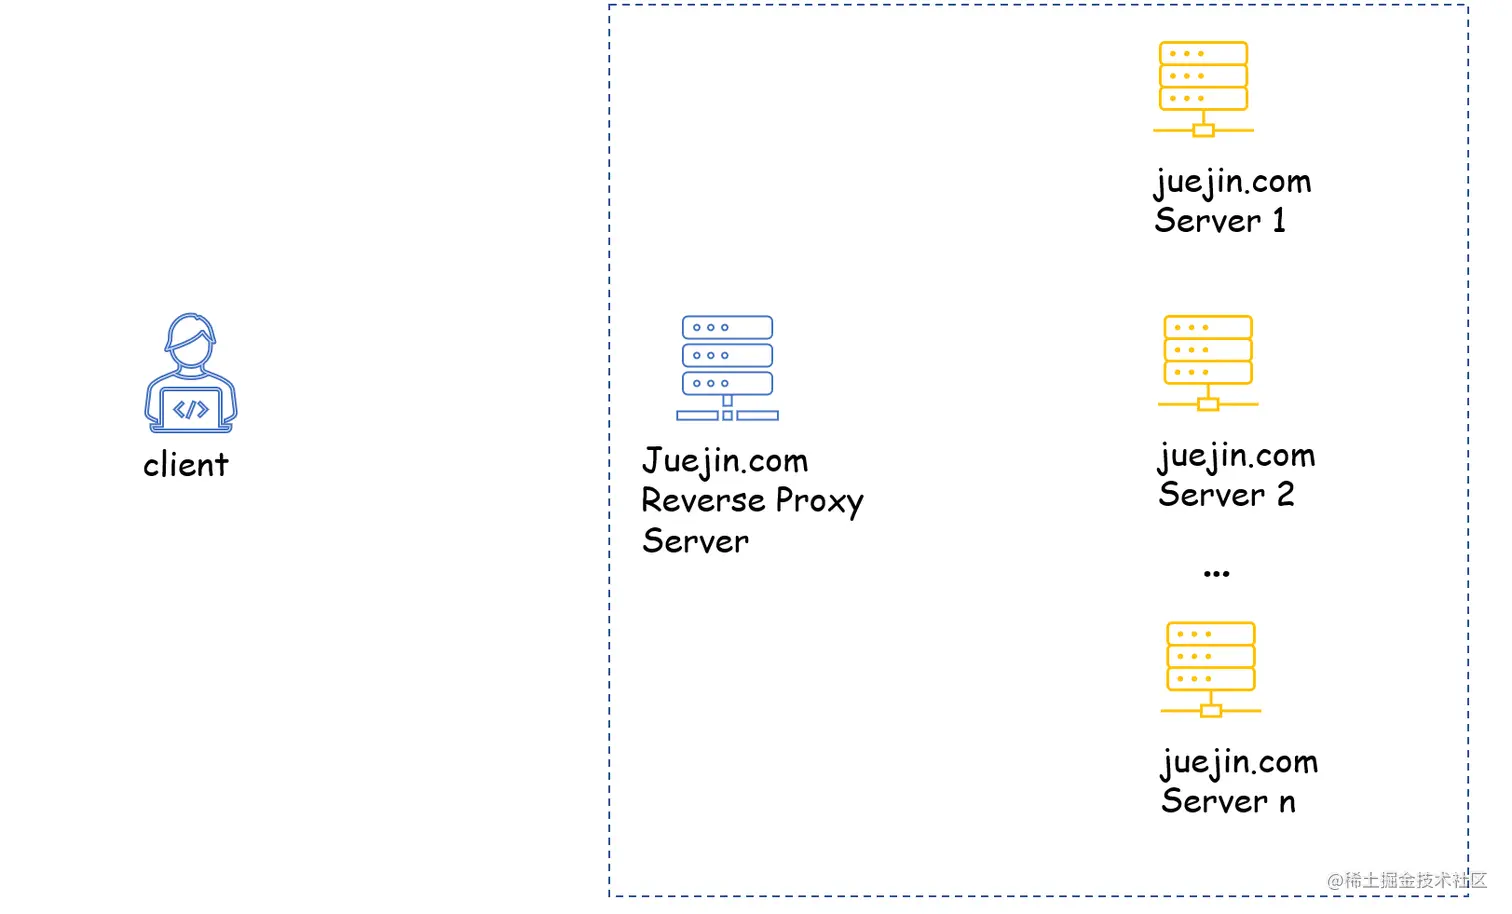 juejin.com
Server 1
client
</>
Juejin.com
Reverse Proxy
Server
juejin.com
Server 2
...
juejin.com
Server n
@稀土掘金技术社区